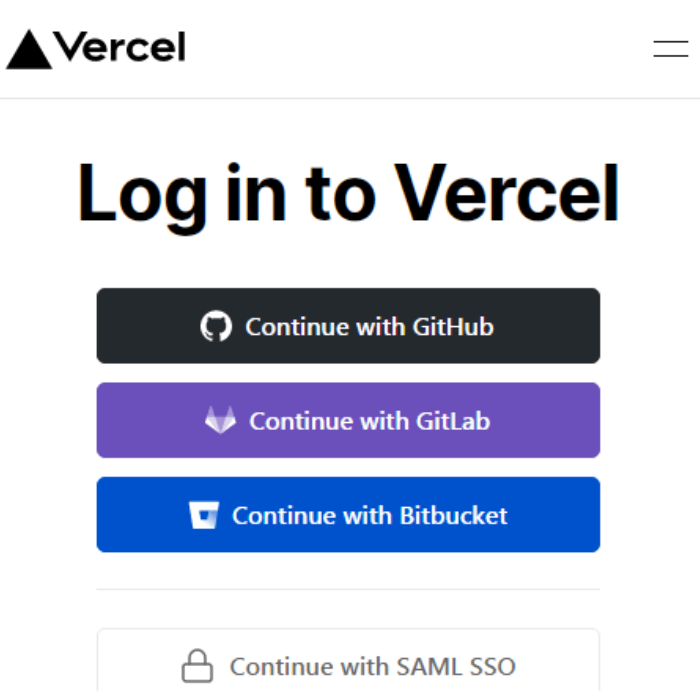 Vercel
Log in to Vercel
Continue with GitHub
Continue with GitLab
Continue with Bitbucket
Continue with SAML SSO